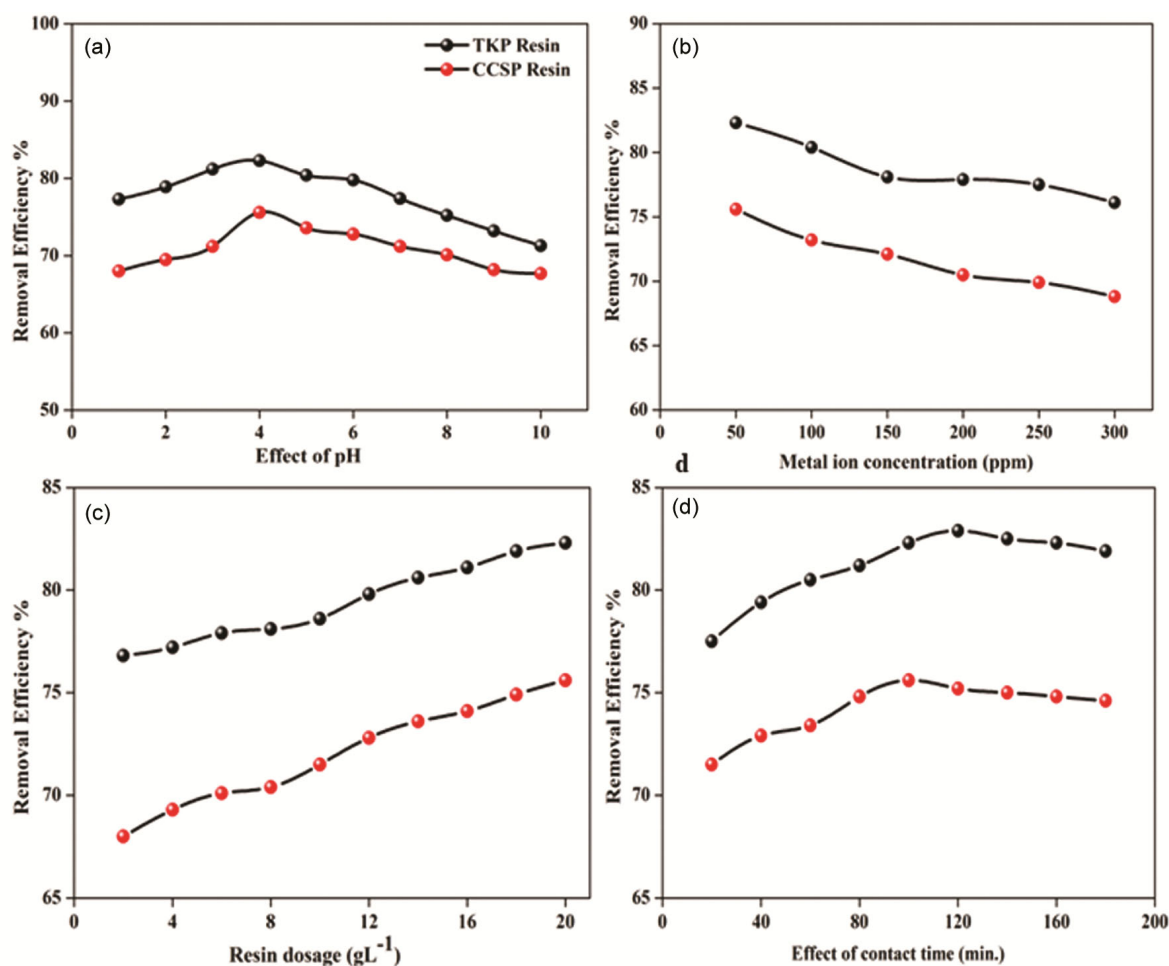 (a)
TKP Resin
CCSP Resin
100
90
80
70
60
50
Removal Efficiency %
0 2 4 6 8 10
Effect of pH
(b)
90
85
80
75
70
65
60
Removal Efficiency %
0 50 100 150 200 250 300
Metal ion concentration (ppm)
d
(c)
85
80
75
70
65
Removal Efficiency %
0 4 8 12 16 20
Resin dosage (gL⁻¹)
(d)
85
80
75
70
65
Removal Efficiency %
0 40 80 120 160 200
Effect of contact time (min.)